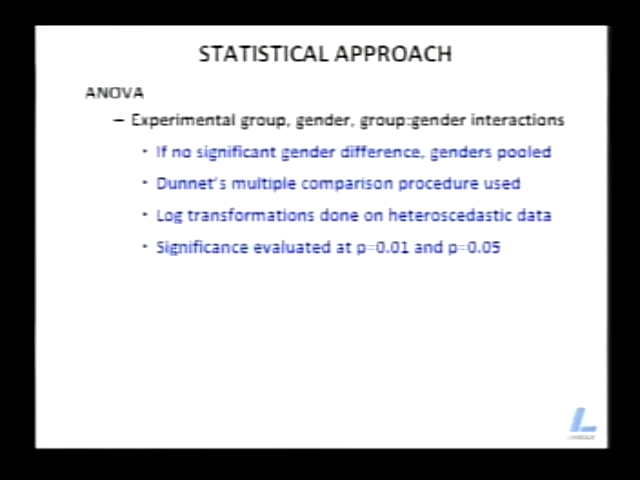 STATISTICAL APPROACH
ANOVA
– Experimental group, gender, group:gender interactions
• If no significant gender difference, genders pooled
• Dunnet's multiple comparison procedure used
• Log transformations done on heteroscedastic data
• Significance evaluated at p=0.01 and p=0.05
L